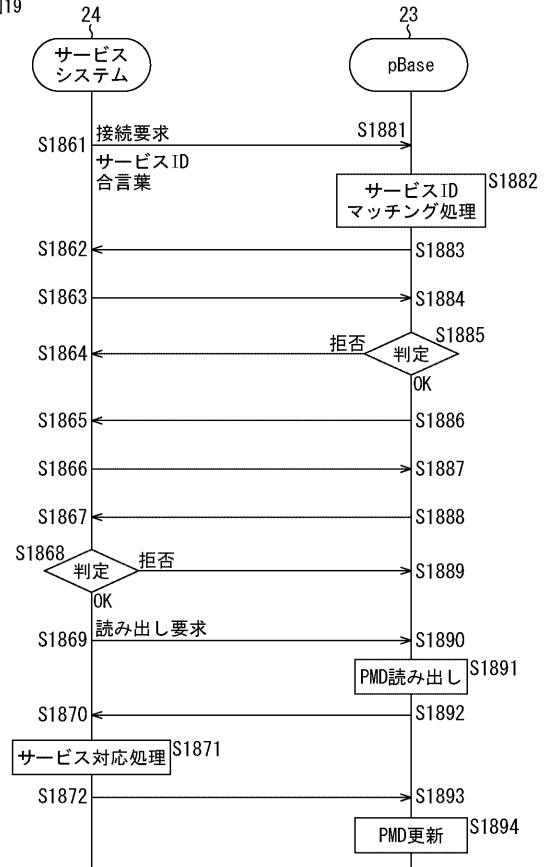 図19
24
23
サービス
システム
pBase
S1861
接続要求
S1881
サービスID
合言葉
サービスID
マッチング処理
S1882
S1862
S1883
S1863
S1884
S1864
拒否
判定
S1885
OK
S1865
S1886
S1866
S1887
S1867
S1888
S1868
判定
拒否
S1889
OK
S1869
読み出し要求
S1890
PMD読み出し
S1891
S1870
S1892
サービス対応処理
S1871
S1872
S1893
PMD更新
S1894